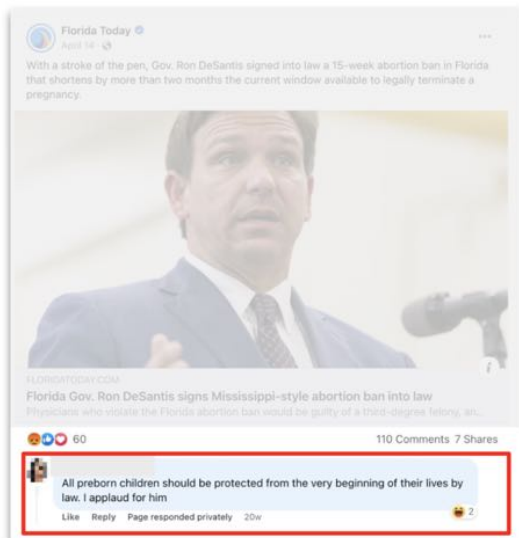 Florida Today
April 14 ·
With a stroke of the pen, Gov. Ron DeSantis signed into law a 15-week abortion ban in Florida
that shortens by more than two months the current window available to legally terminate a
pregnancy.
FLORIDATODAY.COM
Florida Gov. Ron DeSantis signs Mississippi-style abortion ban into law
Physicians who violate the Florida abortion ban would be guilty of a third-degree felony, an...
60 110 Comments 7 Shares
All preborn children should be protected from the very beginning of their lives by
law. I applaud for him
Like Reply Page responded privately 20w 2